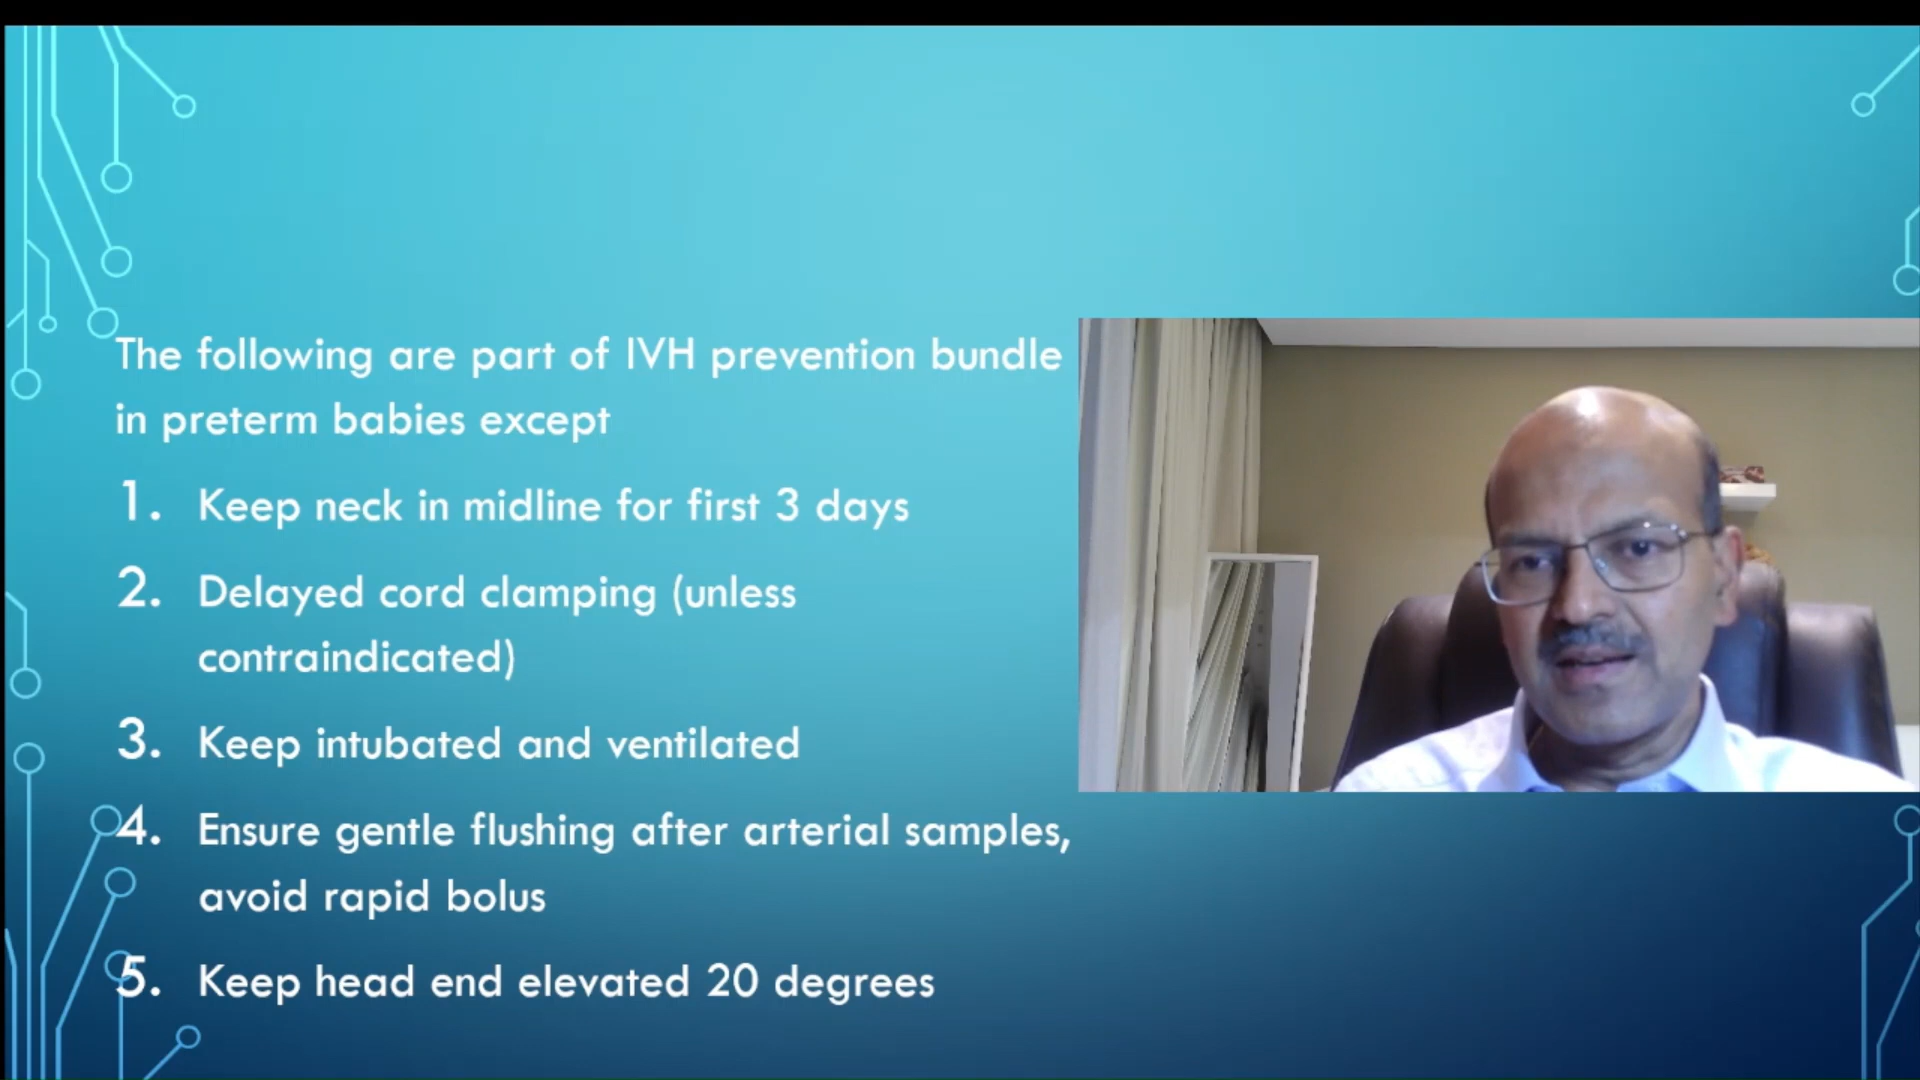 The following are part of IVH prevention bundle
in preterm babies except
1. Keep neck in midline for first 3 days
2. Delayed cord clamping (unless
contraindicated)
3. Keep intubated and ventilated
4. Ensure gentle flushing after arterial samples,
avoid rapid bolus
5. Keep head end elevated 20 degrees